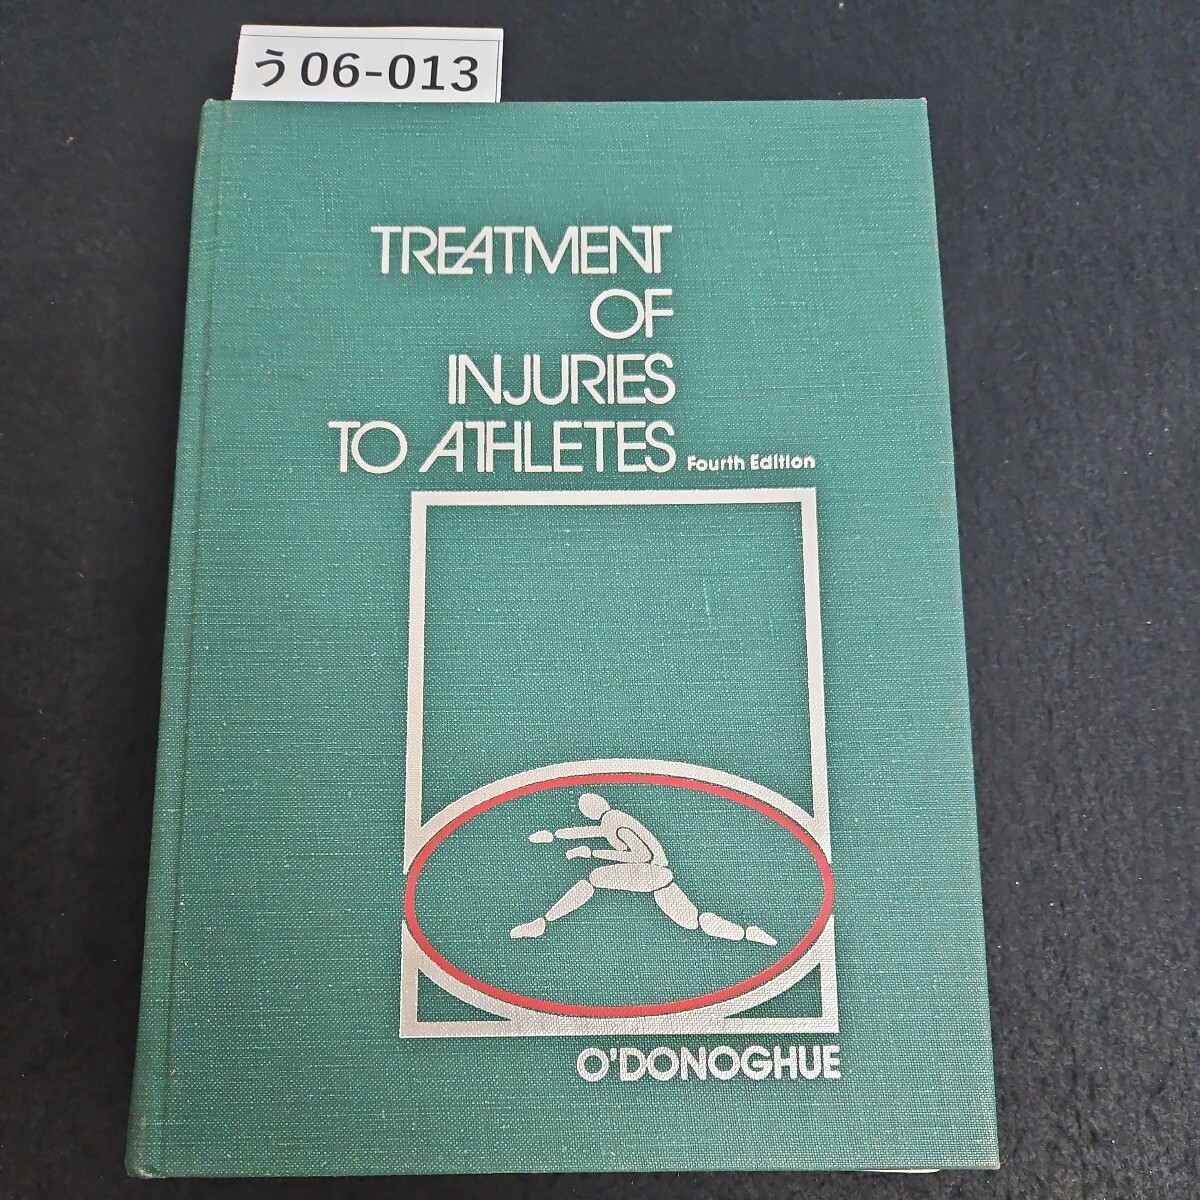 う06-013
TREATMENT
OF
INJURIES
TO ATHLETES Fourth Edition
O'DONOGHUE